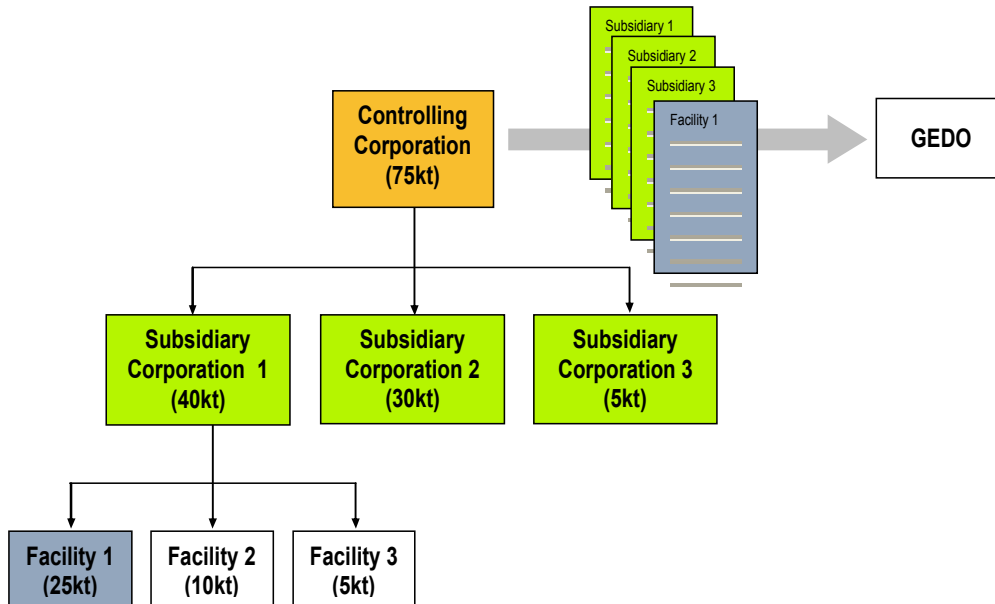 Subsidiary 1
Subsidiary 2
Subsidiary 3
Facility 1
Controlling
Corporation
(75kt)
GEDO
Subsidiary
Corporation 1
(40kt)
Subsidiary
Corporation 2
(30kt)
Subsidiary
Corporation 3
(5kt)
Facility 1
(25kt)
Facility 2
(10kt)
Facility 3
(5kt)